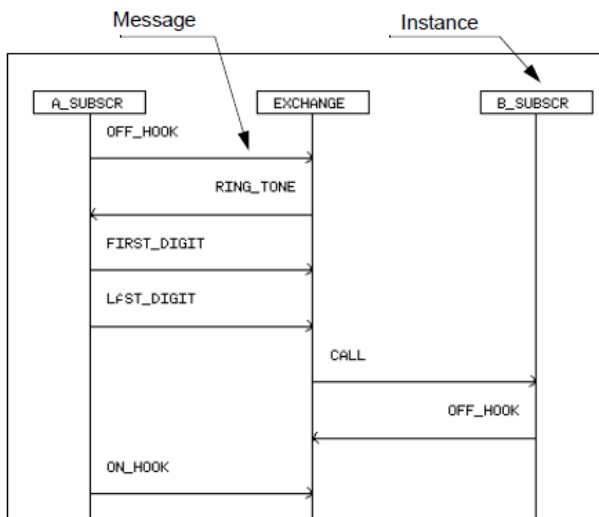 Message
Instance
A_SUBSCR
EXCHANGE
B_SUBSCR
OFF_HOOK
RING_TONE
FIRST_DIGIT
LAST_DIGIT
CALL
OFF_HOOK
ON_HOOK